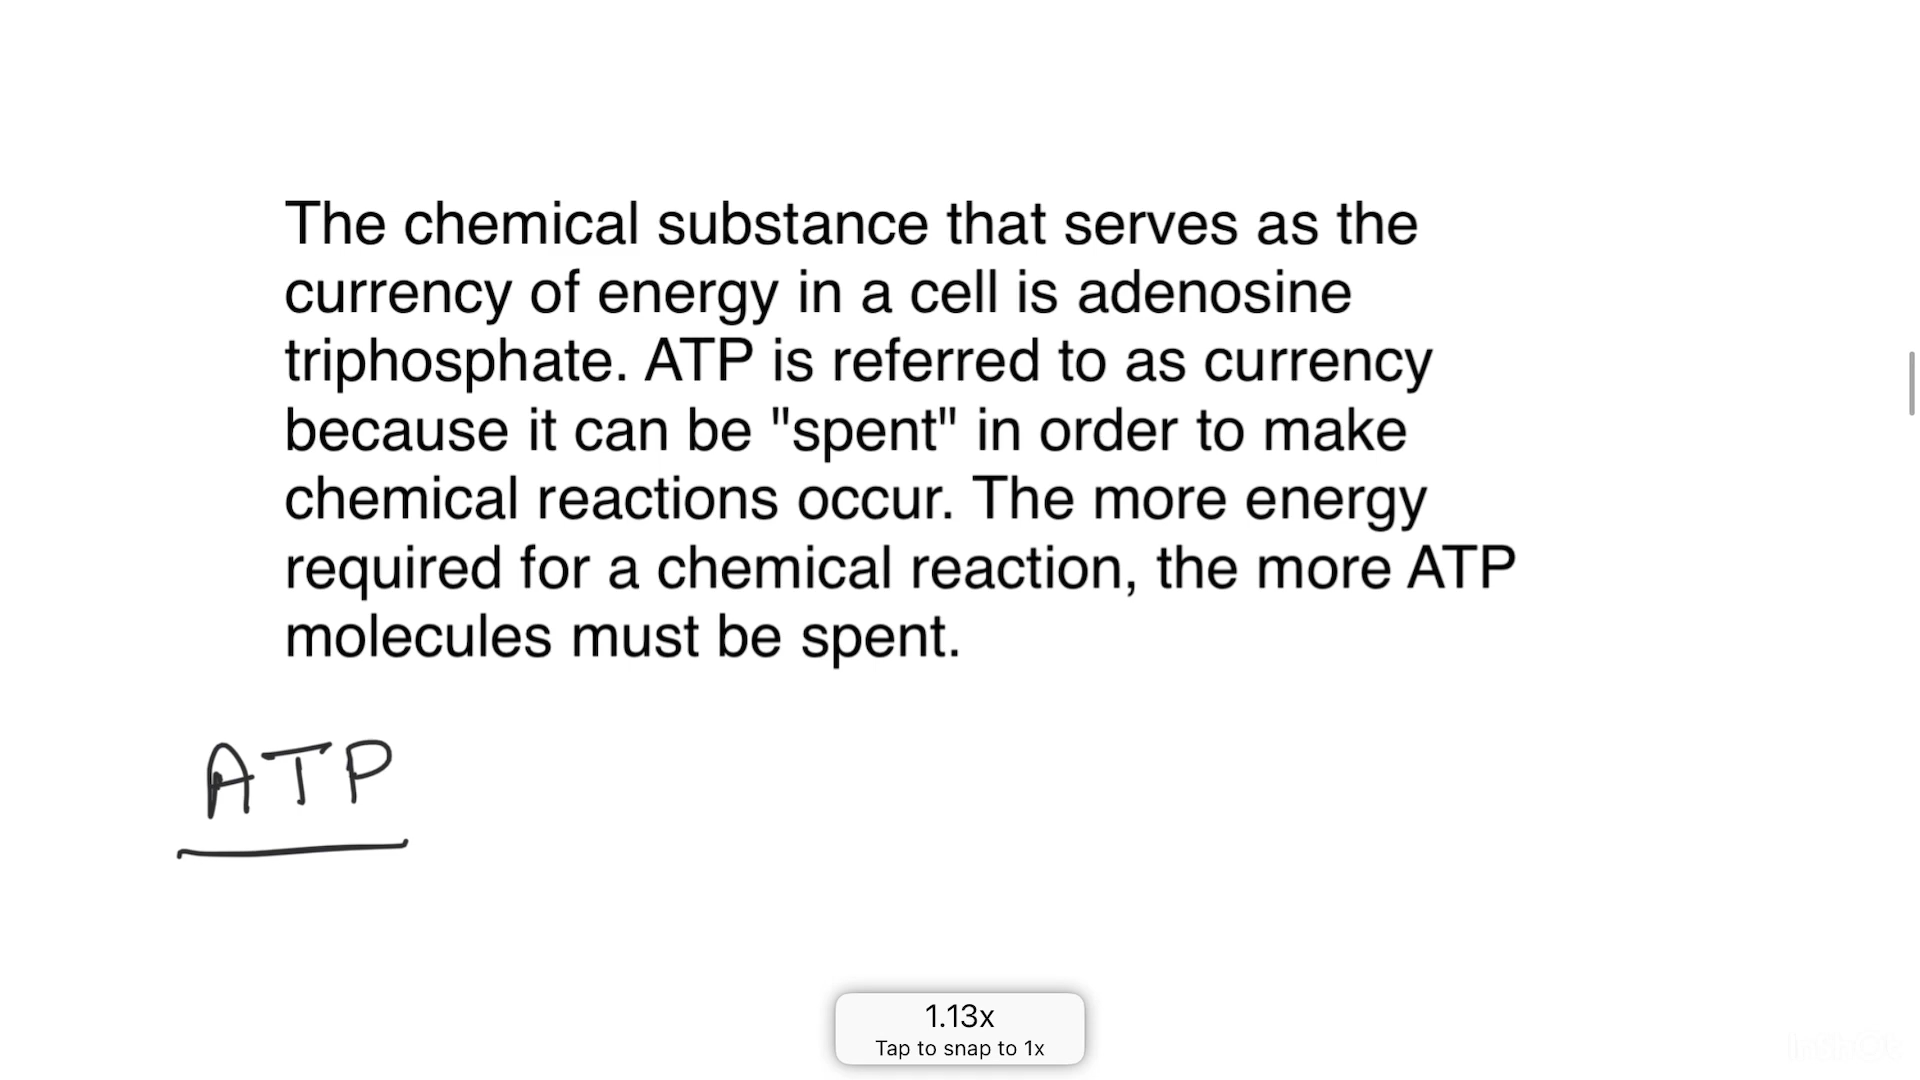 The chemical substance that serves as the
currency of energy in a cell is adenosine
triphosphate. ATP is referred to as currency
because it can be "spent" in order to make
chemical reactions occur. The more energy
required for a chemical reaction, the more ATP
molecules must be spent.
ATP
1.13x
Tap to snap to 1x